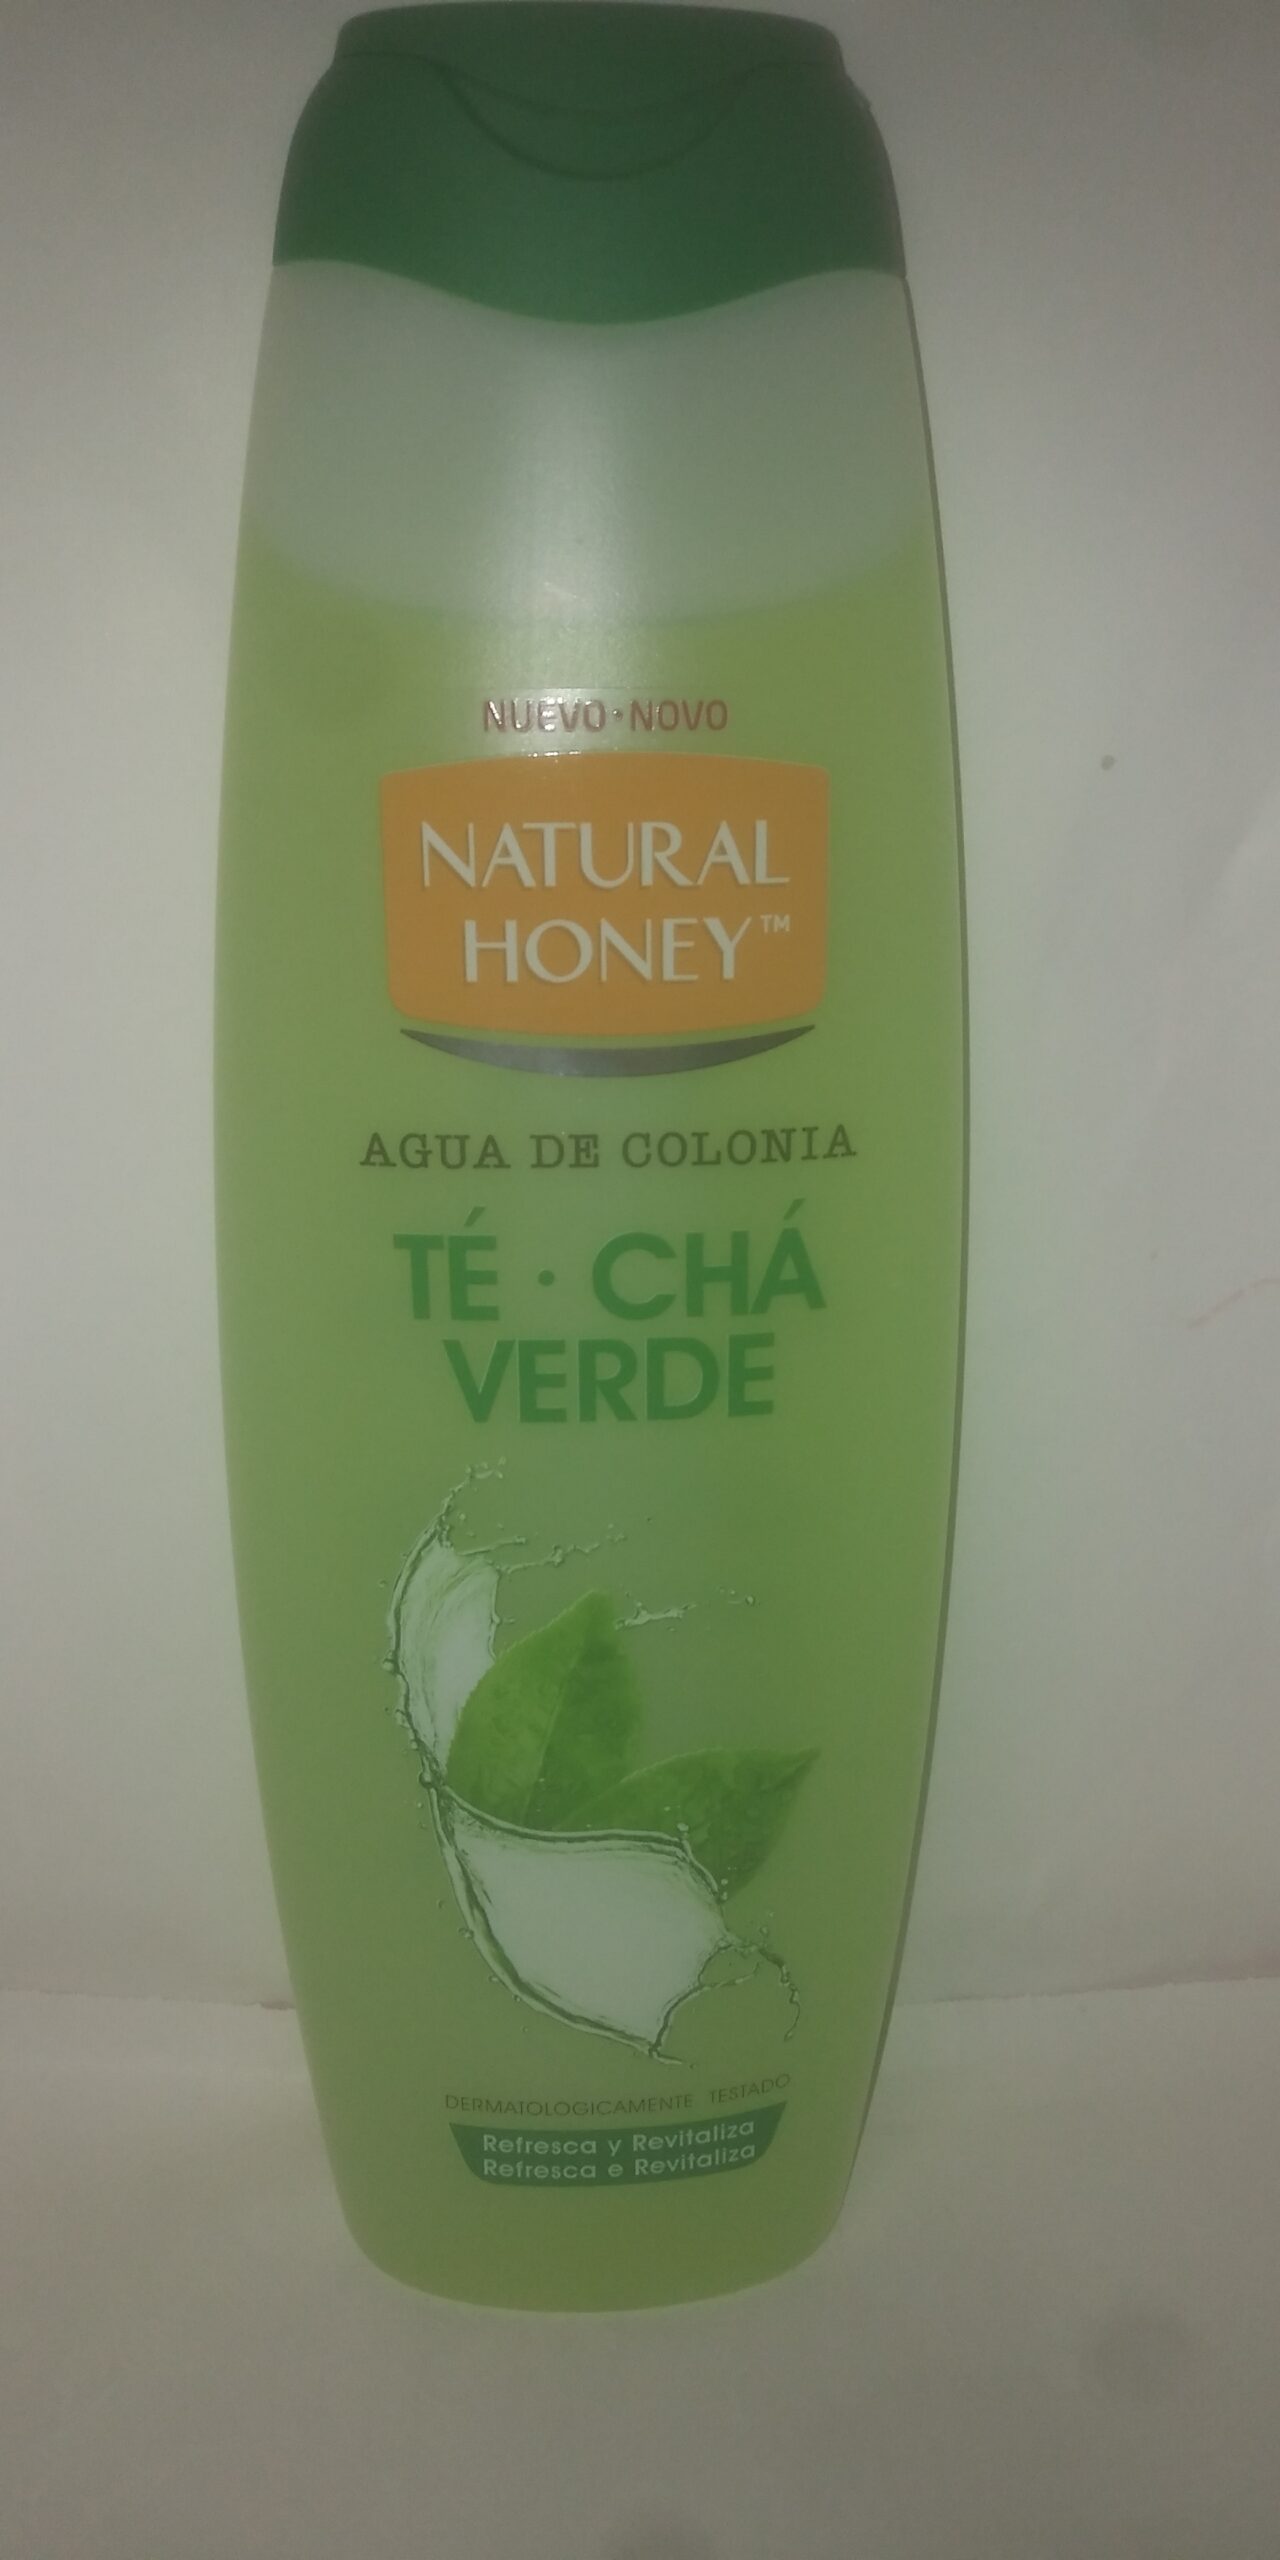 NUEVO·NOVO
NATURAL
HONEY™
AGUA DE COLONIA
TÉ · CHÁ
VERDE
DERMATOLOGICAMENTE TESTADO
Refresca y Revitaliza
Refresca e Revitaliza